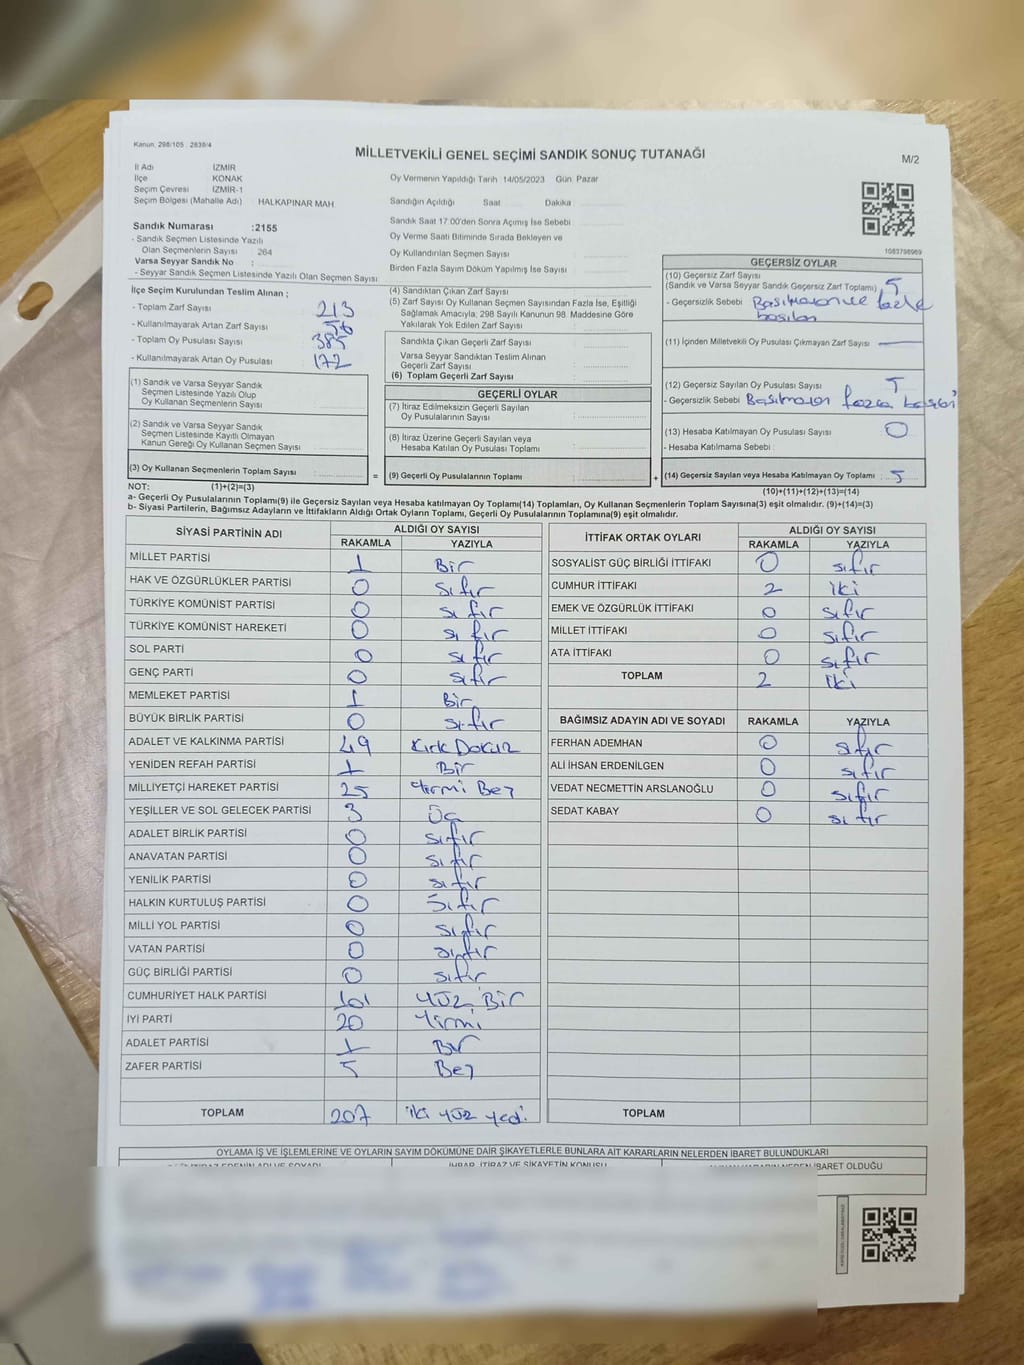 Kanun: 298/105 : 2839/4
MİLLETVEKİLİ GENEL SEÇİMİ SANDIK SONUÇ TUTANAĞI
M/2
İl Adı İZMİR
İlçe KONAK
Seçim Çevresi İZMİR-1
Seçim Bölgesi (Mahalle Adı) HALKAPINAR MAH.
Oy Vermenin Yapıldığı Tarih 14/05/2023 Gün Pazar
Sandığın Açıldığı Saat Dakika
Sandık Saat 17:00'den Sonra Açımış İse Sebebi
Oy Verme Saati Bitiminde Sırada Bekleyen ve
Oy Kullandırılan Seçmen Sayısı
Birden Fazla Sayım Döküm Yapılmış İse Sayısı
Sandık Numarası :2155
- Sandık Seçmen Listesinde Yazılı
Olan Seçmenlerin Sayısı : 264
Varsa Seyyar Sandık No :
- Seyyar Sandık Seçmen Listesinde Yazılı Olan Seçmen Sayısı
İlçe Seçim Kurulundan Teslim Alınan ;
- Toplam Zarf Sayısı 213
- Kullanılmayarak Artan Zarf Sayısı
- Toplam Oy Pusulası Sayısı 385
- Kullanılmayarak Artan Oy Pusulası 172
(1) Sandık ve Varsa Seyyar Sandık
Seçmen Listesinde Yazılı Olup
Oy Kullanan Seçmenlerin Sayısı
(2) Sandık ve Varsa Seyyar Sandık
Seçmen Listesinde Kayıtlı Olmayan
Kanun Gereği Oy Kullanan Seçmen Sayısı
(3) Oy Kullanan Seçmenlerin Toplam Sayısı =
(4) Sandıktan Çıkan Zarf Sayısı
(5) Zarf Sayısı Oy Kullanan Seçmen Sayısından Fazla İse, Eşitliği
Sağlamak Amacıyla; 298 Sayılı Kanunun 98. Maddesine Göre
Yakılarak Yok Edilen Zarf Sayısı
Sandıkla Çıkan Geçerli Zarf Sayısı
Varsa Seyyar Sandıktan Teslim Alınan
Geçerli Zarf Sayısı
(6) Toplam Geçerli Zarf Sayısı
GEÇERLİ OYLAR
(7) İtiraz Edilmeksizin Geçerli Sayılan
Oy Pusulalarının Sayısı
(8) İtiraz Üzerine Geçerli Sayılan veya
Hesaba Katılan Oy Pusulası Toplamı
(9) Geçerli Oy Pusulalarının Toplamı +
1083798969
GEÇERSİZ OYLAR
(10) Geçersiz Zarf Sayısı
(Sandık ve Varsa Seyyar Sandık Geçersiz Zarf Toplamı) 5
- Geçersizlik Sebebi Basılmayan ve fazla
basılan
(11) İçinden Milletvekili Oy Pusulası Çıkmayan Zarf Sayısı
(12) Geçersiz Sayılan Oy Pusulası Sayısı 5
- Geçersizlik Sebebi Basılmayan fazla
(13) Hesaba Katılmayan Oy Pusulası Sayısı 0
- Hesaba Katılmama Sebebi :
(14) Geçersiz Sayılan veya Hesaba Katılmayan Oy Toplamı : 5
NOT: (1)+(2)=(3)
(10)+(11)+(12)+(13)=(14)
a- Geçerli Oy Pusulalarının Toplamı(9) ile Geçersiz Sayılan veya Hesaba katılmayan Oy Toplamı(14) Toplamları, Oy Kullanan Seçmenlerin Toplam Sayısına(3) eşit olmalıdır. (9)+(14)=(3)
b- Siyasi Partilerin, Bağımsız Adayların ve İttifakların Aldığı Ortak Oyların Toplamı, Geçerli Oy Pusulalarının Toplamına(9) eşit olmalıdır.
SİYASİ PARTİNİN ADI ALDIĞI OY SAYISI
RAKAMLA YAZIYLA
MİLLET PARTİSİ 1 Bir
HAK VE ÖZGÜRLÜKLER PARTİSİ 0 sıfır
TÜRKİYE KOMÜNİST PARTİSİ 0 sıfır
TÜRKİYE KOMÜNİST HAREKETİ 0 sıfır
SOL PARTİ 0 sıfır
GENÇ PARTİ 0 sıfır
MEMLEKET PARTİSİ 1 Bir
BÜYÜK BİRLİK PARTİSİ 0 sıfır
ADALET VE KALKINMA PARTİSİ 49 Kırk Dokuz
YENİDEN REFAH PARTİSİ 1 Bir
MİLLİYETÇİ HAREKET PARTİSİ 25 Yirmi Beş
YEŞİLLER VE SOL GELECEK PARTİSİ 3 Üç
ADALET BİRLİK PARTİSİ 0 sıfır
ANAVATAN PARTİSİ 0 sıfır
YENİLİK PARTİSİ 0 sıfır
HALKIN KURTULUŞ PARTİSİ 0 Sıfır
MİLLİ YOL PARTİSİ 0 sıfır
VATAN PARTİSİ 0 sıfır
GÜÇ BİRLİĞİ PARTİSİ 0 sıfır
CUMHURİYET HALK PARTİSİ 101 Yüz Bir
İYİ PARTİ 20 Yirmi
ADALET PARTİSİ 1 Bir
ZAFER PARTİSİ 5 Beş
TOPLAM 207 iki yüz yedi
İTTİFAK ORTAK OYLARI ALDIĞI OY SAYISI
RAKAMLA YAZIYLA
SOSYALİST GÜÇ BİRLİĞİ İTTİFAKI 0 sıfır
CUMHUR İTTİFAKI 2 iki
EMEK VE ÖZGÜRLÜK İTTİFAKI 0 sıfır
MİLLET İTTİFAKI 0 sıfır
ATA İTTİFAKI 0 sıfır
TOPLAM 2 iki
BAĞIMSIZ ADAYIN ADI VE SOYADI RAKAMLA YAZIYLA
FERHAN ADEMHAN 0 sıfır
ALİ İHSAN ERDENİLGEN 0 sıfır
VEDAT NECMETTİN ARSLANOĞLU 0 sıfır
SEDAT KABAY 0 sıfır
TOPLAM
OYLAMA İŞ VE İŞLEMLERİNE VE OYLARIN SAYIM DÖKÜMÜNE DAİR ŞİKAYETLERLE BUNLARA AİT KARARLARIN NELERDEN İBARET BULUNDUKLARI
İHBAR, İTİRAZ VE ŞİKAYETİN KONUSU
İBARET OLDUĞU